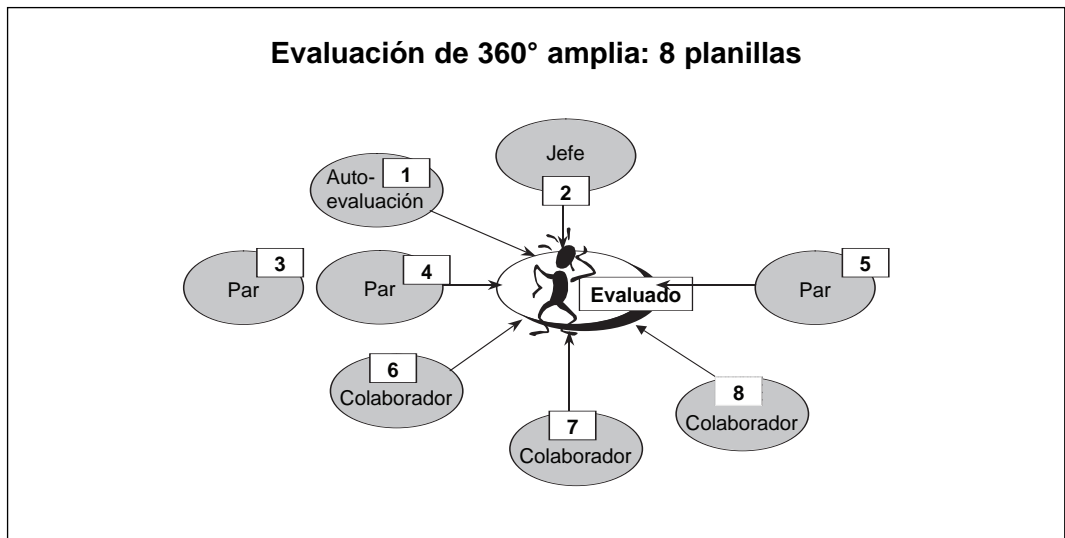 Evaluación de 360° amplia: 8 planillas
Jefe
2
Auto-
1
evaluación
3
Par
4
Par
Evaluado
5
Par
6
Colaborador
7
Colaborador
8
Colaborador